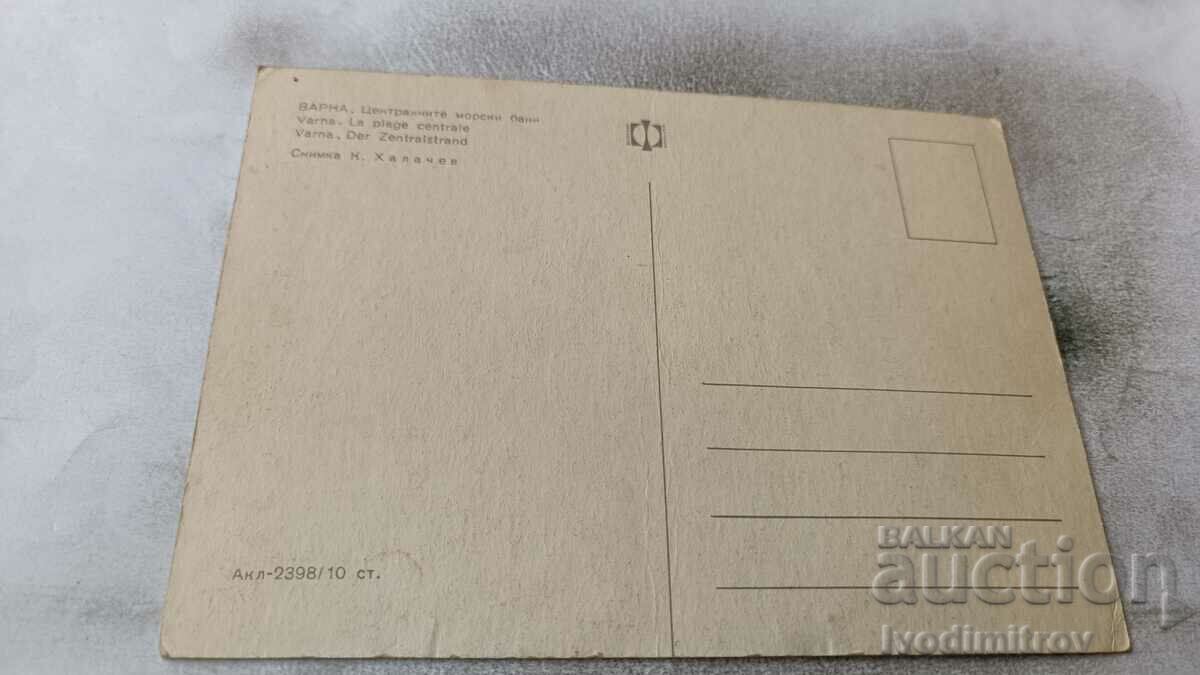 ВАРНА. Централните морски бани
Varna. La plage centrale
Varna. Der Zentralstrand
Снимка К. Халачев
Акл-2398/10 ст.
BALKAN
auction
Ivodimitrov